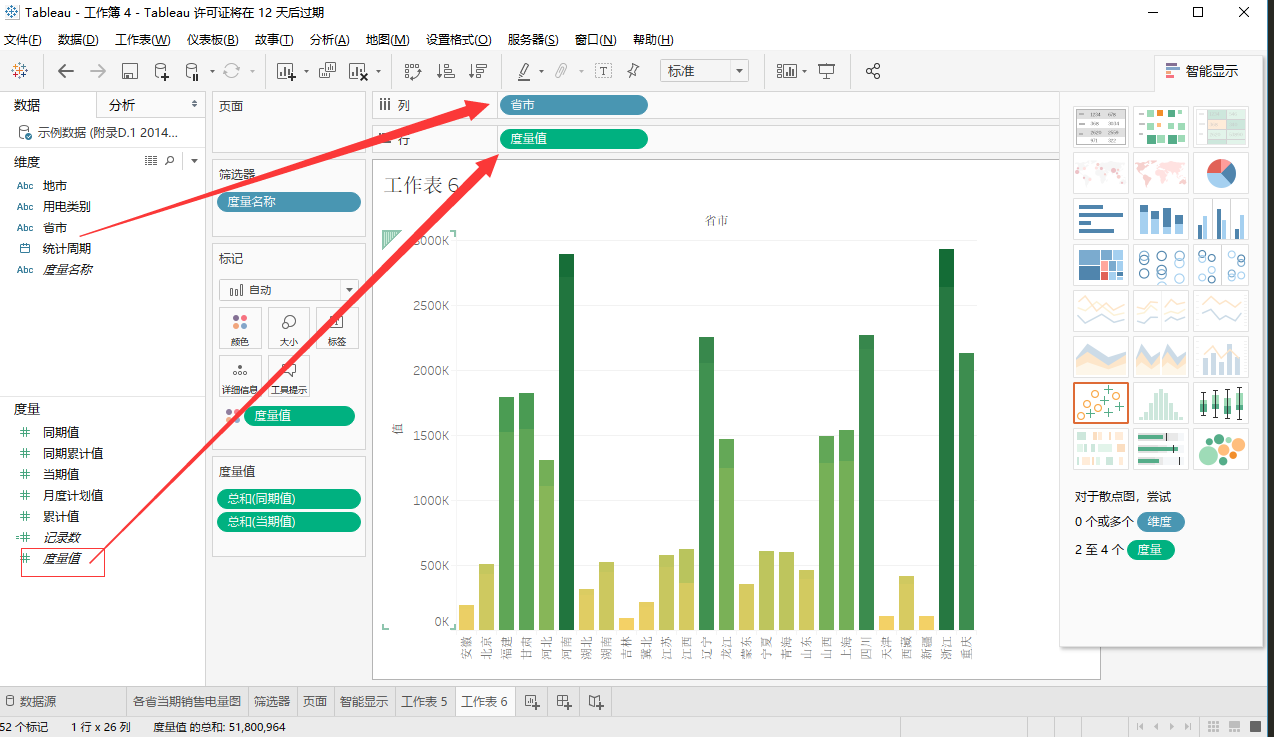 Tableau - 工作簿 4 - Tableau 许可证将在 12 天后过期
文件(F) 数据(D) 工作表(W) 仪表板(B) 故事(T) 分析(A) 地图(M) 设置格式(O) 服务器(S) 窗口(N) 帮助(H)
标准
智能显示
数据 分析
示例数据 (附录D.1 2014...
维度
Abc 地市
Abc 用电类别
Abc 省市
统计周期
Abc 度量名称
度量
同期值
同期累计值
当期值
月度计划值
累计值
记录数
度量值
页面
筛选器
度量名称
标记
自动
颜色 大小 标签
详细信息 工具提示
度量值
度量值
总和(同期值)
总和(当期值)
列 省市
行 度量值
工作表 6
省市
值
3000K
2500K
2000K
1500K
1000K
500K
0K
安徽 北京 福建 甘肃 河北 河南 湖北 湖南 吉林 冀北 江苏 江西 辽宁 龙江 蒙东 宁夏 青海 山东 山西 上海 四川 天津 西藏 新疆 浙江 重庆
对于散点图，尝试
0 个或多个 维度
2 至 4 个 度量
数据源 各省当期销售电量图 筛选器 页面 智能显示 工作表 5 工作表 6
52 个标记 1 行 x 26 列 度量值 的总和: 51,800,964